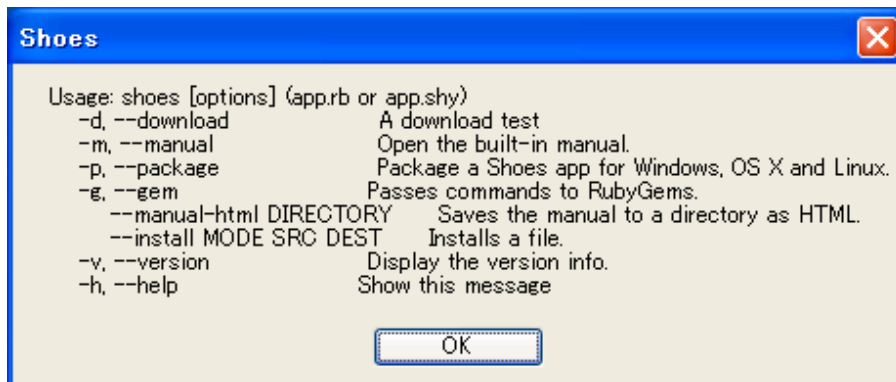 Shoes
Usage: shoes [options] (app.rb or app.shy)
-d, --download A download test
-m, --manual Open the built-in manual.
-p, --package Package a Shoes app for Windows, OS X and Linux.
-g, --gem Passes commands to RubyGems.
--manual-html DIRECTORY Saves the manual to a directory as HTML.
--install MODE SRC DEST Installs a file.
-v, --version Display the version info.
-h, --help Show this message
OK